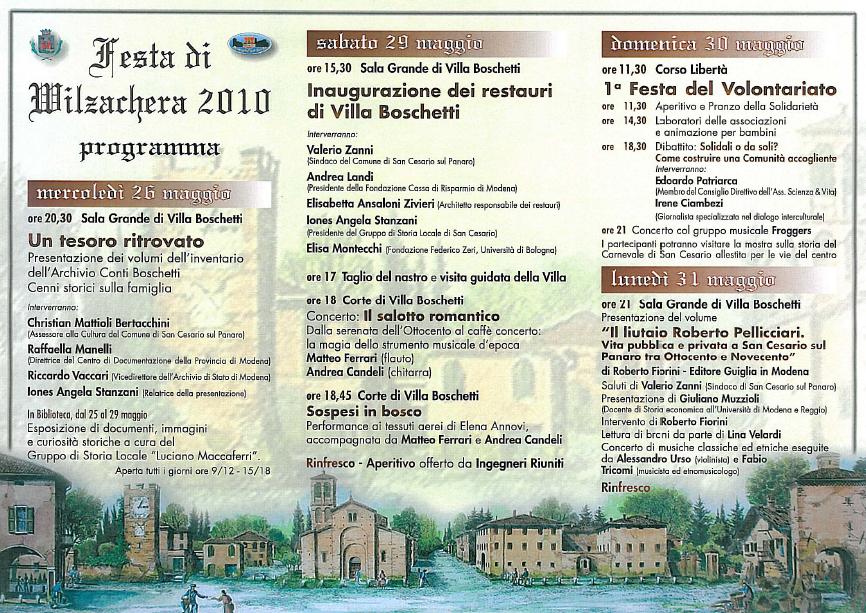 Festa di
Wilzachera 2010
programma
mercoledì 26 maggio
ore 20,30 Sala Grande di Villa Boschetti
Un tesoro ritrovato
Presentazione dei volumi dell'inventario
dell'Archivio Conti Boschetti
Cenni storici sulla famiglia
Interverranno:
Christian Mattioli Bertacchini
(Assessore alla Cultura del Comune di San Cesario sul Panaro)
Raffaella Manelli
(Direttrice del Centro di Documentazione della Provincia di Modena)
Riccardo Vaccari (Vicedirettore dell'Archivio di Stato di Modena)
Iones Angela Stanzani (Relatrice della presentazione)
In Biblioteca, dal 25 al 29 maggio
Esposizione di documenti, immagini
e curiosità storiche a cura del
Gruppo di Storia Locale "Luciano Maccaferri".
Aperta tutti i giorni ore 9/12 - 15/18
sabato 29 maggio
ore 15,30 Sala Grande di Villa Boschetti
Inaugurazione dei restauri
di Villa Boschetti
Interverranno:
Valerio Zanni
(Sindaco del Comune di San Cesario sul Panaro)
Andrea Landi
(Presidente della Fondazione Cassa di Risparmio di Modena)
Elisabetta Ansaloni Zivieri (Architetto responsabile dei restauri)
Iones Angela Stanzani
(Presidente del Gruppo di Storia Locale di San Cesario)
Elisa Montecchi (Fondazione Federico Zeri, Università di Bologna)
ore 17 Taglio del nastro e visita guidata della Villa
ore 18 Corte di Villa Boschetti
Concerto: Il salotto romantico
Dalla serenata dell'Ottocento al caffè concerto:
la magia dello strumento musicale d'epoca
Matteo Ferrari (flauto)
Andrea Candeli (chitarra)
ore 18,45 Corte di Villa Boschetti
Sospesi in bosco
Performance ai tessuti aerei di Elena Annovi,
accompagnata da Matteo Ferrari e Andrea Candeli
Rinfresco - Aperitivo offerto da Ingegneri Riuniti
domenica 30 maggio
ore 11,30 Corso Libertà
1ª Festa del Volontariato
ore 11,30 Aperitivo e Pranzo della Solidarietà
ore 14,30 Laboratori delle associazioni
e animazione per bambini
ore 18,30 Dibattito: Solidali o da soli?
Come costruire una Comunità accogliente
Interverranno:
Edoardo Patriarca
(Membro del Consiglio Direttivo dell'Ass. Scienza & Vita)
Irene Ciambezi
(Giornalista specializzata nel dialogo interculturale)
ore 21 Concerto col gruppo musicale Froggers
I partecipanti potranno visitare la mostra sulla storia del
Carnevale di San Cesario allestita per le vie del centro
lunedì 31 maggio
ore 21 Sala Grande di Villa Boschetti
Presentazione del volume
"Il liutaio Roberto Pellicciari.
Vita pubblica e privata a San Cesario sul
Panaro tra Ottocento e Novecento"
di Roberto Fiorini - Editore Guiglia in Modena
Saluti di Valerio Zanni (Sindaco di San Cesario sul Panaro)
Presentazione di Giuliano Muzzioli
(Docente di Storia economica all'Università di Modena e Reggio)
Intervento di Roberto Fiorini
Lettura di brani da parte di Lina Velardi
Concerto di musiche classiche ed etniche eseguite
da Alessandro Urso (violinista) e Fabio
Tricomi (musicista ed etnomusicologo)
Rinfresco